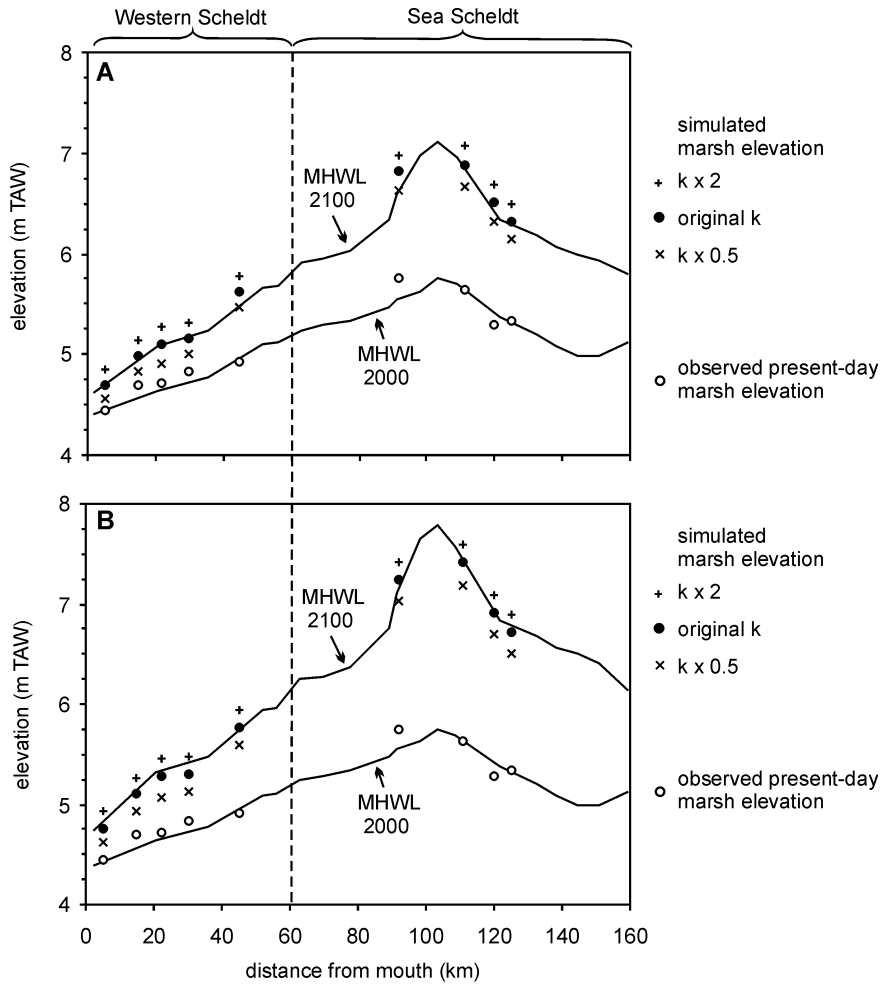 Western Scheldt
Sea Scheldt
A
8
7
6
5
4
elevation (m TAW)
MHWL
2100
MHWL
2000
simulated
marsh elevation
+ k x 2
● original k
× k x 0.5
○ observed present-day
marsh elevation
B
8
7
6
5
4
elevation (m TAW)
MHWL
2100
MHWL
2000
simulated
marsh elevation
+ k x 2
● original k
× k x 0.5
○ observed present-day
marsh elevation
0 20 40 60 80 100 120 140 160
distance from mouth (km)